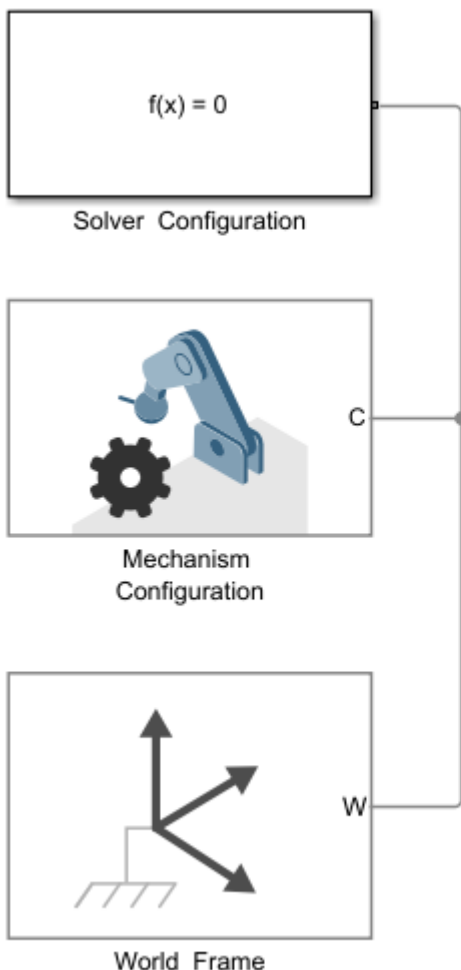 f(x) = 0
Solver Configuration
C
Mechanism
Configuration
W
World Frame